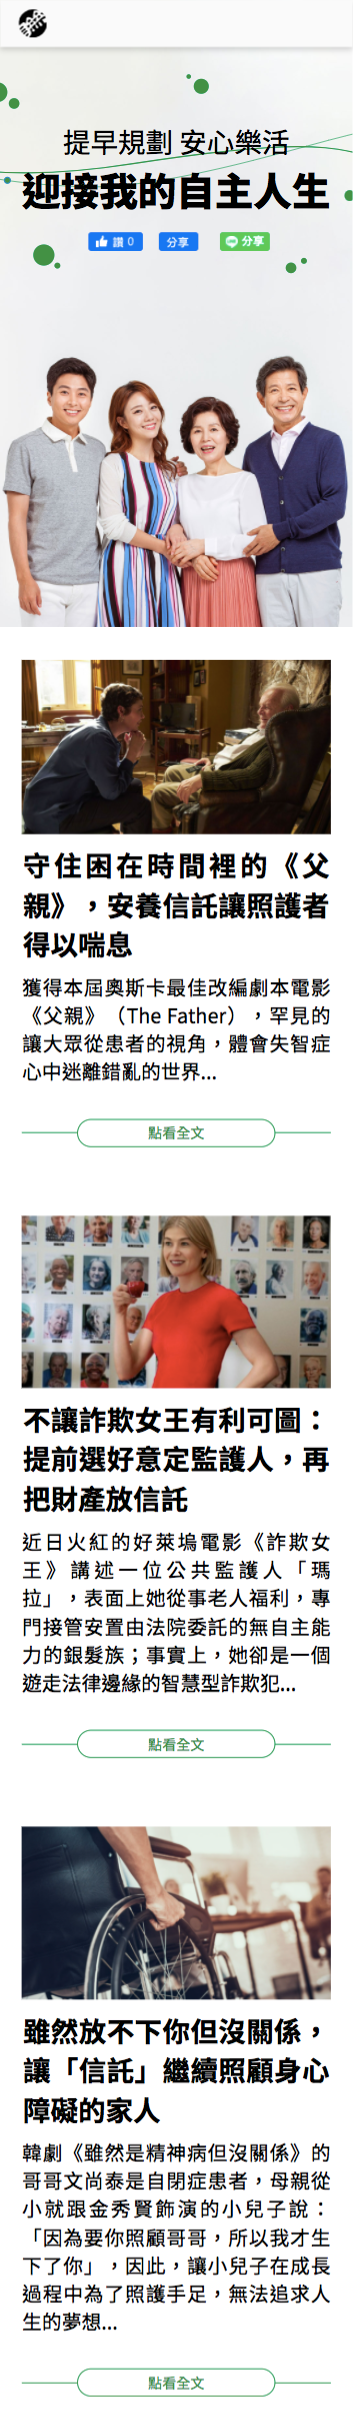 提早規劃 安心樂活
迎接我的自主人生
讚 0
分享
分享
守住困在時間裡的《父
親》，安養信託讓照護者
得以喘息
獲得本屆奧斯卡最佳改編劇本電影
《父親》（The Father），罕見的
讓大眾從患者的視角，體會失智症
心中迷離錯亂的世界...
點看全文
不讓詐欺女王有利可圖：
提前選好意定監護人，再
把財產放信託
近日火紅的好萊塢電影《詐欺女
王》講述一位公共監護人「瑪
拉」，表面上她從事老人福利，專
門接管安置由法院委託的無自主能
力的銀髮族；事實上，她卻是一個
遊走法律邊緣的智慧型詐欺犯...
點看全文
雖然放不下你但沒關係，
讓「信託」繼續照顧身心
障礙的家人
韓劇《雖然是精神病但沒關係》的
哥哥文尚泰是自閉症患者，母親從
小就跟金秀賢飾演的小兒子說：
「因為要你照顧哥哥，所以我才生
下了你」，因此，讓小兒子在成長
過程中為了照護手足，無法追求人
生的夢想...
點看全文